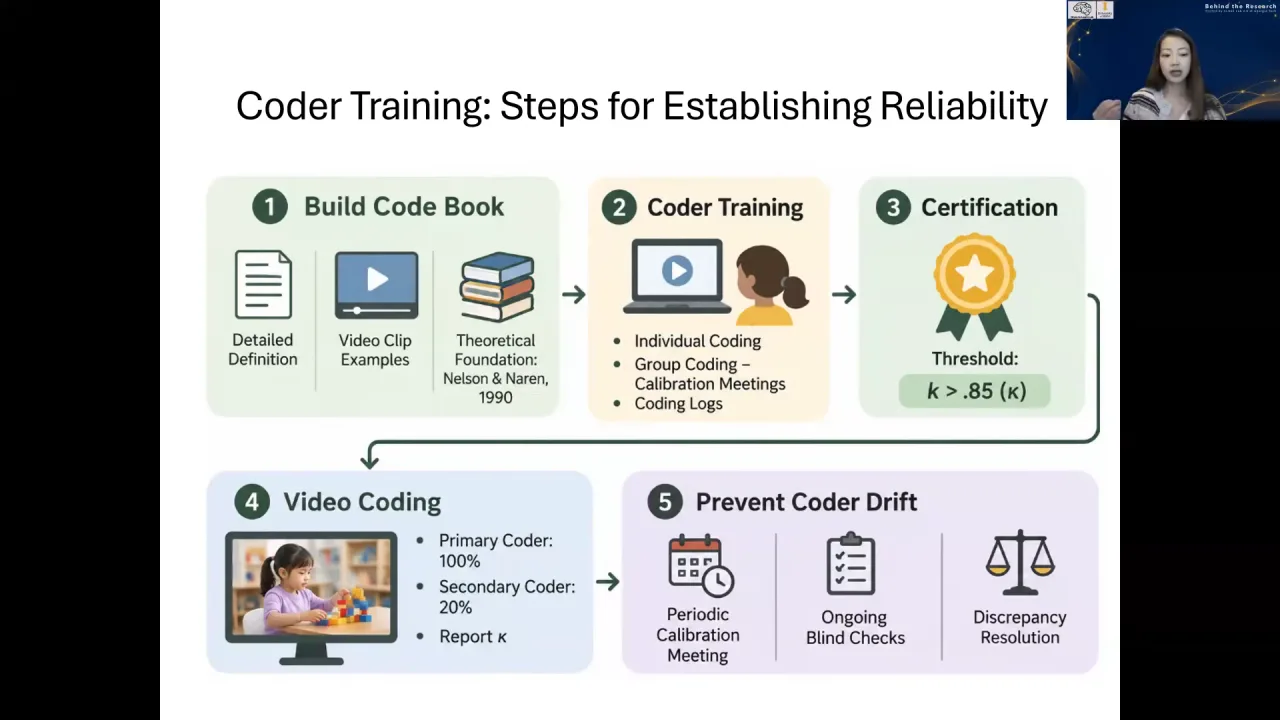 Behind the Research
Coder Training: Steps for Establishing Reliability
1 Build Code Book
Detailed
Definition
Video Clip
Examples
Theoretical
Foundation:
Nelson & Naren,
1990
2 Coder Training
• Individual Coding
• Group Coding –
Calibration Meetings
• Coding Logs
3 Certification
Threshold:
k > .85 (κ)
4 Video Coding
• Primary Coder:
100%
• Secondary Coder:
20%
• Report κ
5 Prevent Coder Drift
Periodic
Calibration
Meeting
Ongoing
Blind Checks
Discrepancy
Resolution